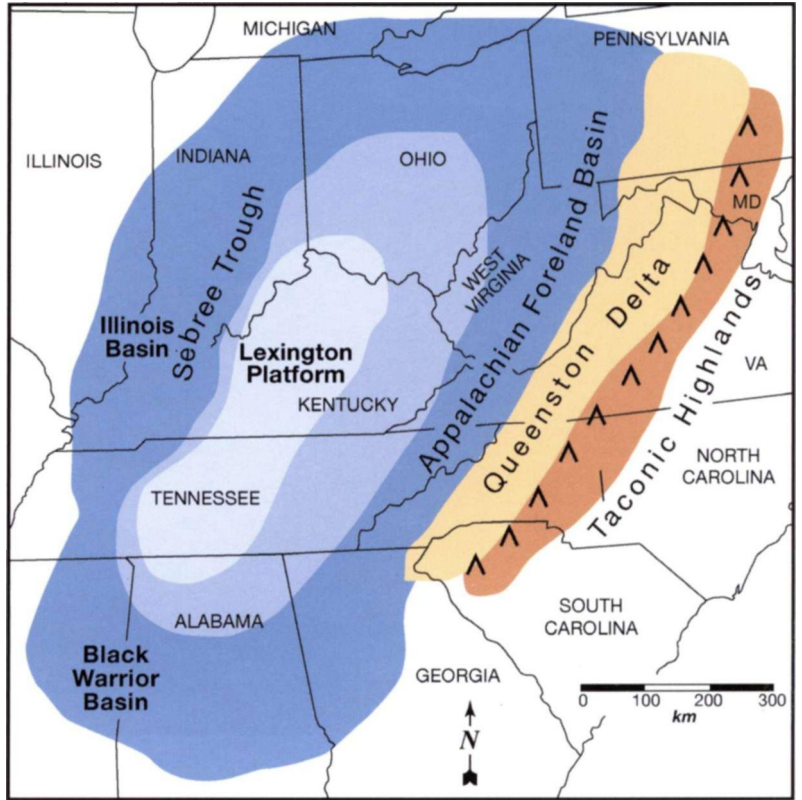 MICHIGAN
PENNSYLVANIA
ILLINOIS
INDIANA
OHIO
MD
Sebree Trough
WEST
VIRGINIA
Appalachian Foreland Basin
Queenston Delta
Taconic Highlands
Illinois
Basin
Lexington
Platform
KENTUCKY
VA
NORTH
CAROLINA
TENNESSEE
ALABAMA
SOUTH
CAROLINA
Black
Warrior
Basin
GEORGIA
0 100 200 300
km
N